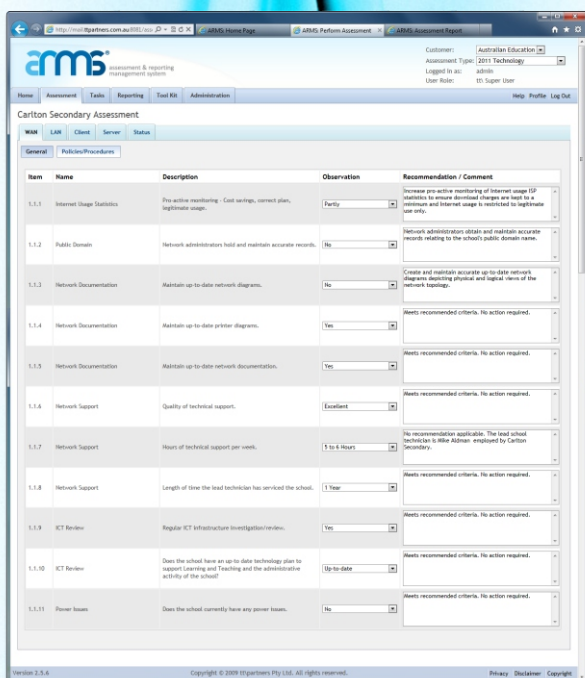 http://mail.ttpartners.com.au:8085/
ARMS: Home Page
ARMS: Perform Assessment
ARMS: Assessment Report
arms
assessment & reporting
management system
Customer: Australian Education
Assessment Type: 2011 Technology
Logged in as: admin
User Role: Super User
Home Assessment Tasks Reporting Tool Kit Administration
Help Profile Log Out
Carlton Secondary Assessment
WAN LAN Client Server Status
General Policies/Procedures
Item Name Description Observation Recommendation / Comment
1.1.1 Internet Usage Statistics
Pro-active monitoring - Cost savings, correct plan,
legitimate usage.
Partly
Increase pro-active monitoring of Internet usage ISP
statistics to ensure download charges are kept to a
minimum and Internet usage is restricted to legitimate
use only.
1.1.2 Public Domain
Network administrators hold and maintain accurate records.
No
Network administrators obtain and maintain accurate
records relating to the school's public domain name.
1.1.3 Network Documentation
Maintain up-to-date network diagrams.
No
Create and maintain accurate up-to-date network
diagrams depicting physical and logical views of the
network topology.
1.1.4 Network Documentation
Maintain up-to-date printer diagrams.
Yes
Meets recommended criteria. No action required.
1.1.5 Network Documentation
Maintain up-to-date network documentation.
Yes
Meets recommended criteria. No action required.
1.1.6 Network Support
Quality of technical support.
Excellent
Meets recommended criteria. No action required.
1.1.7 Network Support
Hours of technical support per week.
5 to 6 Hours
No recommendation applicable. The lead school
technician is Mike Aldman employed by Carlton
Secondary.
1.1.8 Network Support
Length of time the lead technician has serviced the school.
1 Year
Meets recommended criteria. No action required.
1.1.9 ICT Review
Regular ICT infrastructure investigation/review.
Yes
Meets recommended criteria. No action required.
1.1.10 ICT Review
Does the school have an up to date technology plan to
support Learning and Teaching and the administrative
activity of the school?
Up-to-date
Meets recommended criteria. No action required.
1.1.11 Power Issues
Does the school currently have any power issues.
No
Meets recommended criteria. No action required.
Version 2.5.6
Copyright © 2009 ttpartners Pty Ltd. All rights reserved.
Privacy Disclaimer Copyright